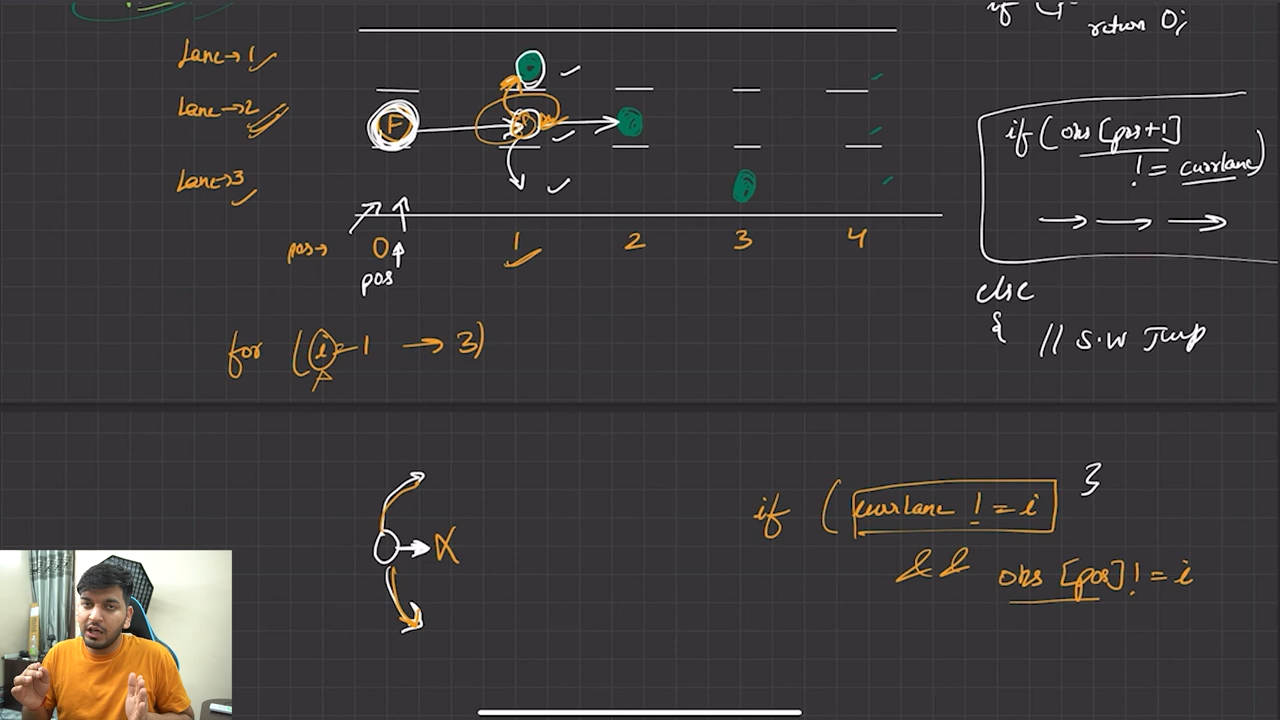 if (
return 0;
Lane→1
Lane→2
Lane→3
F
pos→ 0 1 2 3 4
pos
if (obs[pos+1]
!= currlane)
else
{ // S.W Jump
for (i=1 → 3)
}
if (currlane != i
&& obs[pos] != i